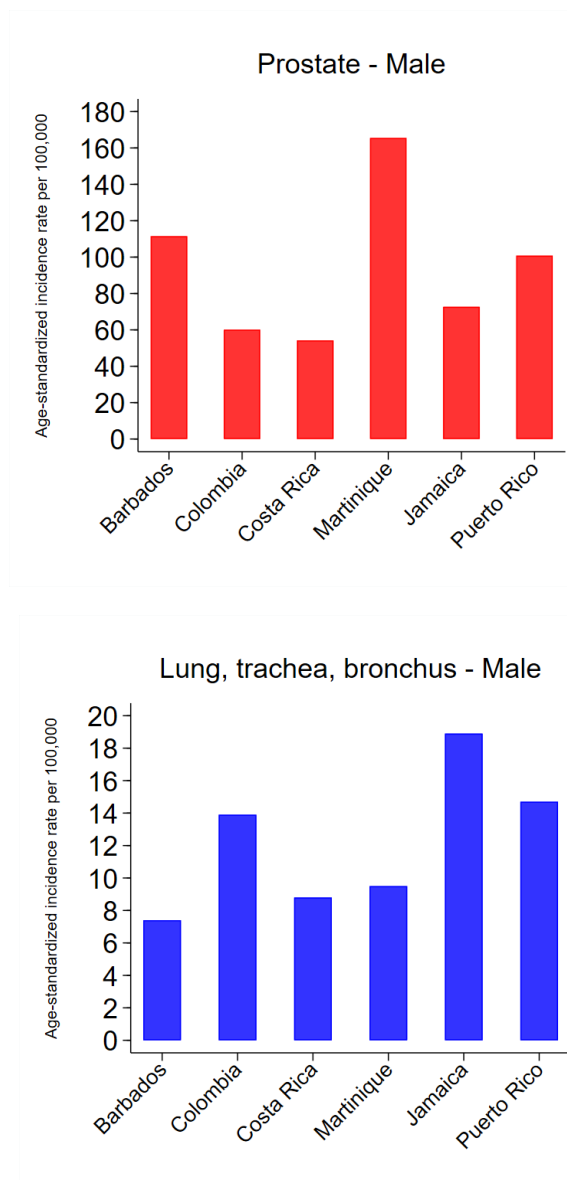 Prostate - Male
Age-standardized incidence rate per 100,000
180
160
140
120
100
80
60
40
20
0
Barbados
Colombia
Costa Rica
Martinique
Jamaica
Puerto Rico
Lung, trachea, bronchus - Male
Age-standardized incidence rate per 100,000
20
18
16
14
12
10
8
6
4
2
0
Barbados
Colombia
Costa Rica
Martinique
Jamaica
Puerto Rico